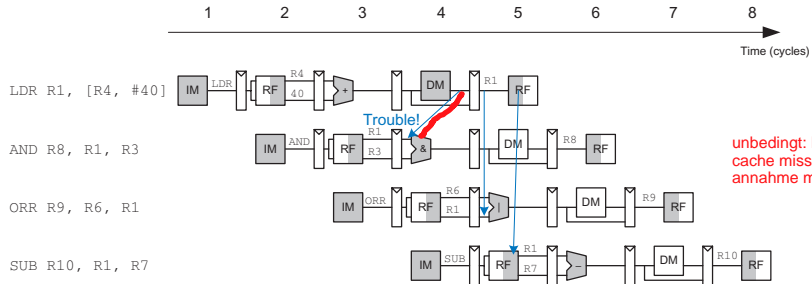 1 2 3 4 5 6 7 8
Time (cycles)
LDR R1, [R4, #40] IM LDR RF R4 40 + DM R1 RF
Trouble!
AND R8, R1, R3 IM AND RF R1 R3 & DM R8 RF
unbedingt:
cache miss
annahme m
ORR R9, R6, R1 IM ORR RF R6 R1 | DM R9 RF
SUB R10, R1, R7 IM SUB RF R1 R7 - DM R10 RF